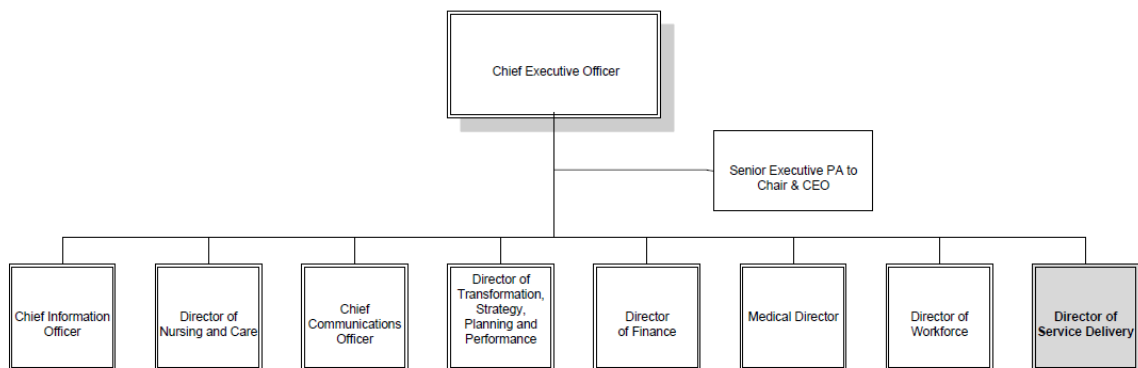 Chief Executive Officer
Senior Executive PA to
Chair & CEO
Chief Information
Officer
Director of
Nursing and Care
Chief
Communications
Officer
Director of
Transformation,
Strategy,
Planning and
Performance
Director
of Finance
Medical Director
Director of
Workforce
Director of
Service Delivery